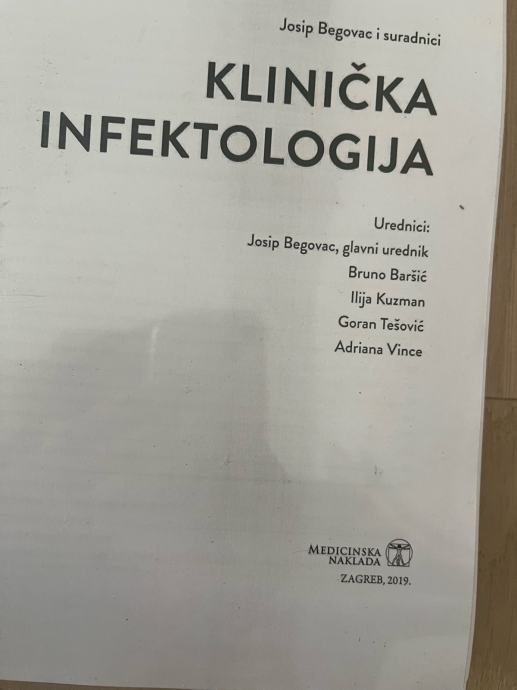 Josip Begovac i suradnici
KLINIČKA
INFEKTOLOGIJA
Urednici:
Josip Begovac, glavni urednik
Bruno Baršić
Ilija Kuzman
Goran Tešović
Adriana Vince
MEDICINSKA
NAKLADA
ZAGREB, 2019.